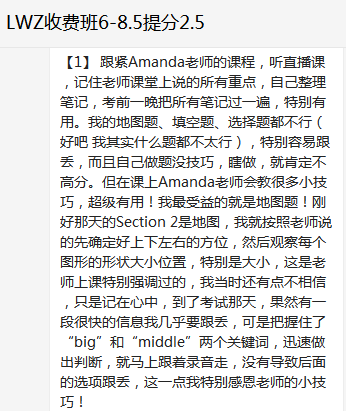 LWZ收费班6-8.5提分2.5
【1】 跟紧Amanda老师的课程，听直播课
，记住老师课堂上说的所有重点，自己整理
笔记，考前一晚把所有笔记过一遍，特别有
用。我的地图题、填空题、选择题都不行（
好吧 我其实什么题都不太行），特别容易跟
丢，而且自己做题没技巧，瞎做，就肯定不
高分。但在课上Amanda老师会教很多小技
巧，超级有用！我最受益的就是地图题！刚
好那天的Section 2是地图，我就按照老师说
的先确定好上下左右的方位，然后观察每个
图形的形状大小位置，特别是大小，这是老
师上课特别强调过的，我当时还有点不相信
，只是记在心中，到了考试那天，果然有一
段很快的信息我几乎要跟丢，可是把握住了
“big”和“middle”两个关键词，迅速做
出判断，就马上跟着录音走，没有导致后面
的选项跟丢，这一点我特别感恩老师的小技
巧！